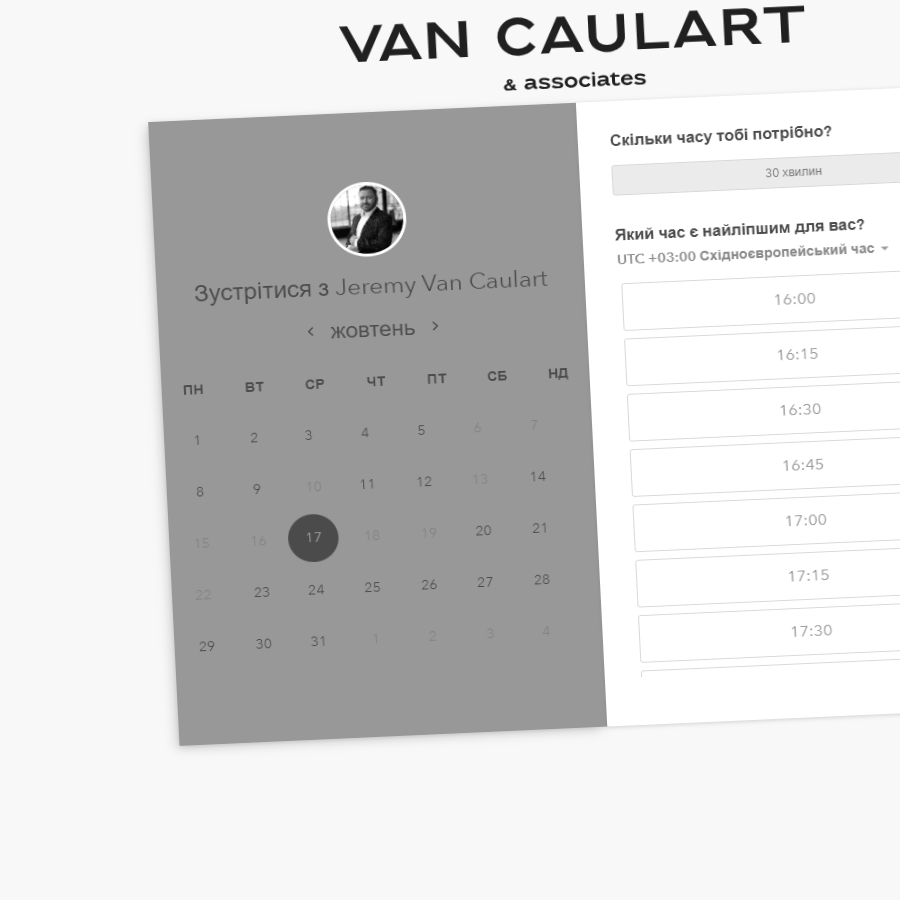 VAN CAULART
& associates
Зустрітися з Jeremy Van Caulart
‹ жовтень ›
ПН ВТ СР ЧТ ПТ СБ НД
1 2 3 4 5 6 7
8 9 10 11 12 13 14
15 16 17 18 19 20 21
22 23 24 25 26 27 28
29 30 31 1 2 3 4
Скільки часу тобі потрібно?
30 хвилин
Який час є найліпшим для вас?
UTC +03:00 Східноєвропейський час
16:00
16:15
16:30
16:45
17:00
17:15
17:30